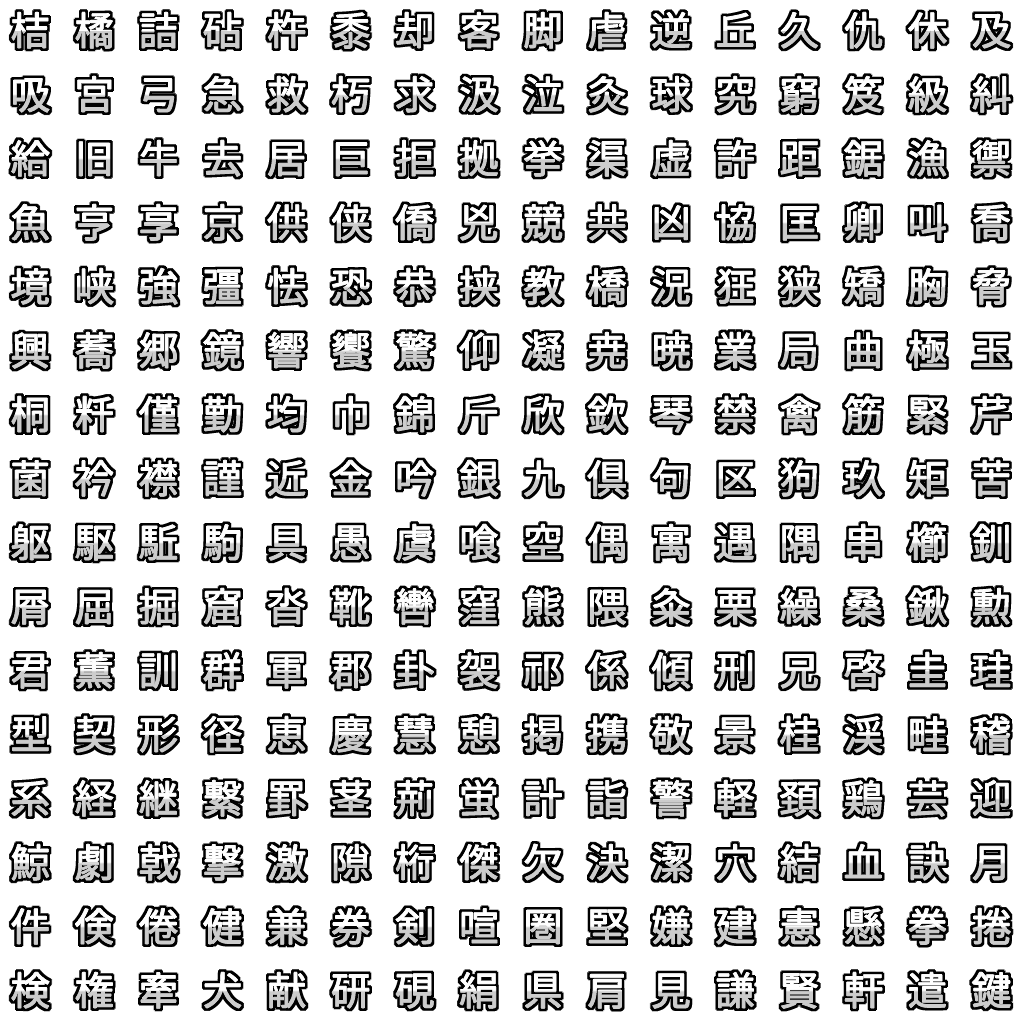 桔橘詰砧杵黍却客脚虐逆丘久仇休及
吸宮弓急救朽求汲泣灸球究窮笈級糾
給旧牛去居巨拒拠挙渠虚許距鋸漁禦
魚亨享京供侠僑兇競共凶協匡卿叫喬
境峡強彊怯恐恭挟教橋況狂狭矯胸脅
興蕎郷鏡響饗驚仰凝尭暁業局曲極玉
桐粁僅勤均巾錦斤欣欽琴禁禽筋緊芹
菌衿襟謹近金吟銀九倶句区狗玖矩苦
躯駆駈駒具愚虞喰空偶寓遇隅串櫛釧
屑屈掘窟沓靴轡窪熊隈粂栗繰桑鍬勲
君薫訓群軍郡卦袈祁係傾刑兄啓圭珪
型契形径恵慶慧憩掲携敬景桂渓畦稽
系経継繋罫茎荊蛍計詣警軽頚鶏芸迎
鯨劇戟撃激隙桁傑欠決潔穴結血訣月
件倹倦健兼券剣喧圏堅嫌建憲懸拳捲
検権牽犬献研硯絹県肩見謙賢軒遣鍵